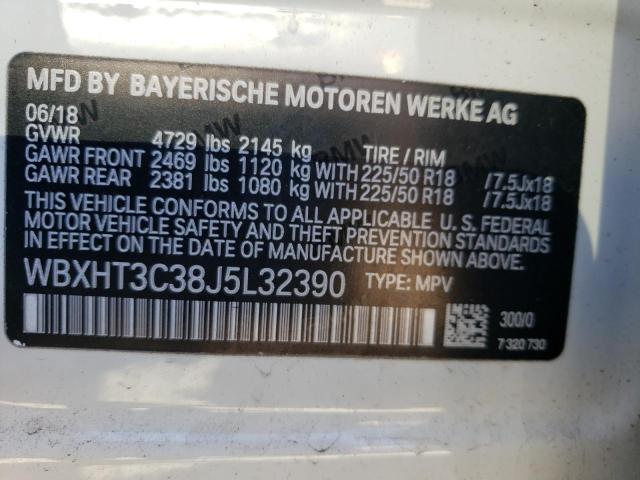 MFD BY BAYERISCHE MOTOREN WERKE AG
06/18
GVWR 4729 lbs 2145 kg TIRE / RIM
GAWR FRONT 2469 lbs 1120 kg WITH 225/50 R18 /7.5Jx18
GAWR REAR 2381 lbs 1080 kg WITH 225/50 R18 /7.5Jx18
THIS VEHICLE CONFORMS TO ALL APPLICABLE U. S. FEDERAL
MOTOR VEHICLE SAFETY AND THEFT PREVENTION STANDARDS
IN EFFECT ON THE DATE OF MANUFACTURE SHOWN ABOVE.
WBXHT3C38J5L32390 TYPE: MPV
300/0
7 320 730